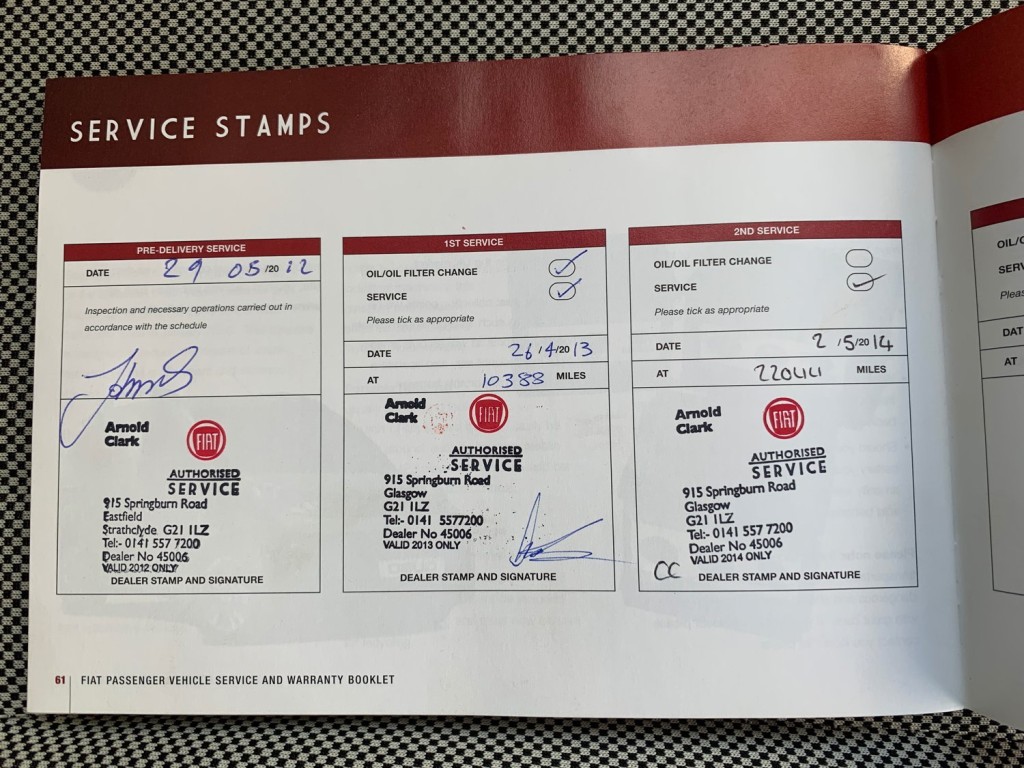 SERVICE STAMPS
PRE-DELIVERY SERVICE
DATE 29 05/2012
Inspection and necessary operations carried out in
accordance with the schedule
Arnold
Clark
FIAT
AUTHORISED
SERVICE
915 Springburn Road
Eastfield
Strathclyde G21 1LZ
Tel:- 0141 557 7200
Dealer No 45006
VALID 2012 ONLY
DEALER STAMP AND SIGNATURE
1ST SERVICE
OIL/OIL FILTER CHANGE
SERVICE
Please tick as appropriate
DATE 26/4/2013
AT 10388 MILES
Arnold
Clark
FIAT
AUTHORISED
SERVICE
915 Springburn Road
Glasgow
G21 1LZ
Tel:- 0141 5577200
Dealer No 45006
VALID 2013 ONLY
DEALER STAMP AND SIGNATURE
2ND SERVICE
OIL/OIL FILTER CHANGE
SERVICE
Please tick as appropriate
DATE 2/5/2014
AT MILES
Arnold
Clark
FIAT
AUTHORISED
SERVICE
915 Springburn Road
Glasgow
G21 1LZ
Tel:- 0141 557 7200
Dealer No 45006
VALID 2014 ONLY
CC DEALER STAMP AND SIGNATURE
61 FIAT PASSENGER VEHICLE SERVICE AND WARRANTY BOOKLET
AT